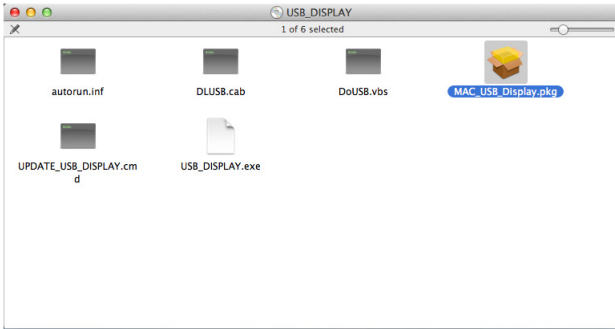 USB_DISPLAY
1 of 6 selected
autorun.inf
DLUSB.cab
DoUSB.vbs
MAC_USB_Display.pkg
UPDATE_USB_DISPLAY.cm
d
USB_DISPLAY.exe